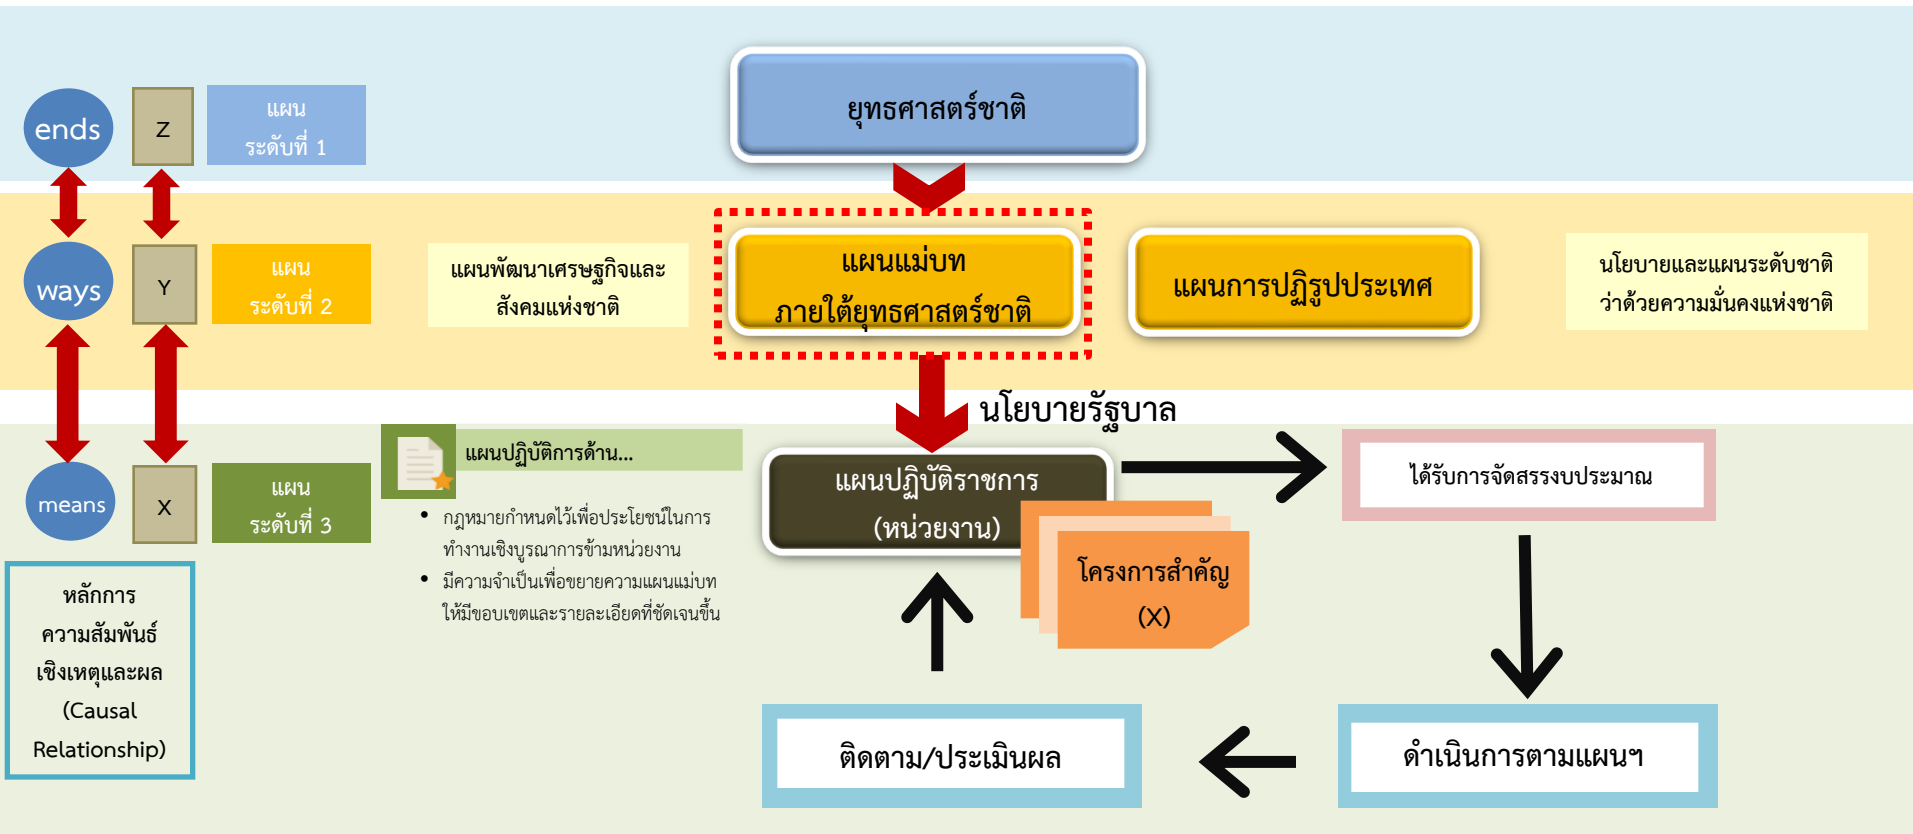 ends
Z
แผน
ระดับที่ 1
ยุทธศาสตร์ชาติ
ways
Y
แผน
ระดับที่ 2
แผนพัฒนาเศรษฐกิจและ
สังคมแห่งชาติ
แผนแม่บท
ภายใต้ยุทธศาสตร์ชาติ
แผนการปฏิรูปประเทศ
นโยบายและแผนระดับชาติ
ว่าด้วยความมั่นคงแห่งชาติ
นโยบายรัฐบาล
means
X
แผน
ระดับที่ 3
แผนปฏิบัติการด้าน...
• กฎหมายกำหนดไว้เพื่อประโยชน์ในการ
ทำงานเชิงบูรณาการข้ามหน่วยงาน
• มีความจำเป็นเพื่อขยายความแผนแม่บท
ให้มีขอบเขตและรายละเอียดที่ชัดเจนขึ้น
แผนปฏิบัติราชการ
(หน่วยงาน)
โครงการสำคัญ
(X)
ได้รับการจัดสรรงบประมาณ
หลักการ
ความสัมพันธ์
เชิงเหตุและผล
(Causal
Relationship)
ติดตาม/ประเมินผล
ดำเนินการตามแผนฯ